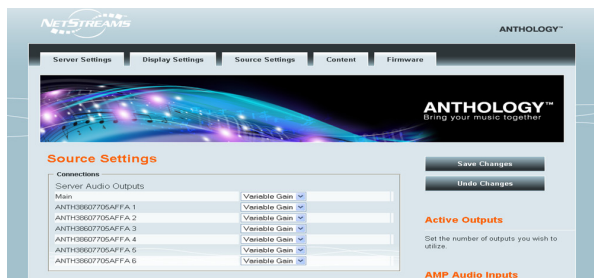 NETSTREAMS
ANTHOLOGY™
Server Settings Display Settings Source Settings Content Firmware
ANTHOLOGY™
Bring your music together
Source Settings
Connections
Server Audio Outputs
Main Variable Gain
ANTH38607705AFFA 1 Variable Gain
ANTH38607705AFFA 2 Variable Gain
ANTH38607705AFFA 3 Variable Gain
ANTH38607705AFFA 4 Variable Gain
ANTH38607705AFFA 5 Variable Gain
ANTH38607705AFFA 6 Variable Gain
Save Changes
Undo Changes
Active Outputs
Set the number of outputs you wish to
utilize.
AMP Audio Inputs